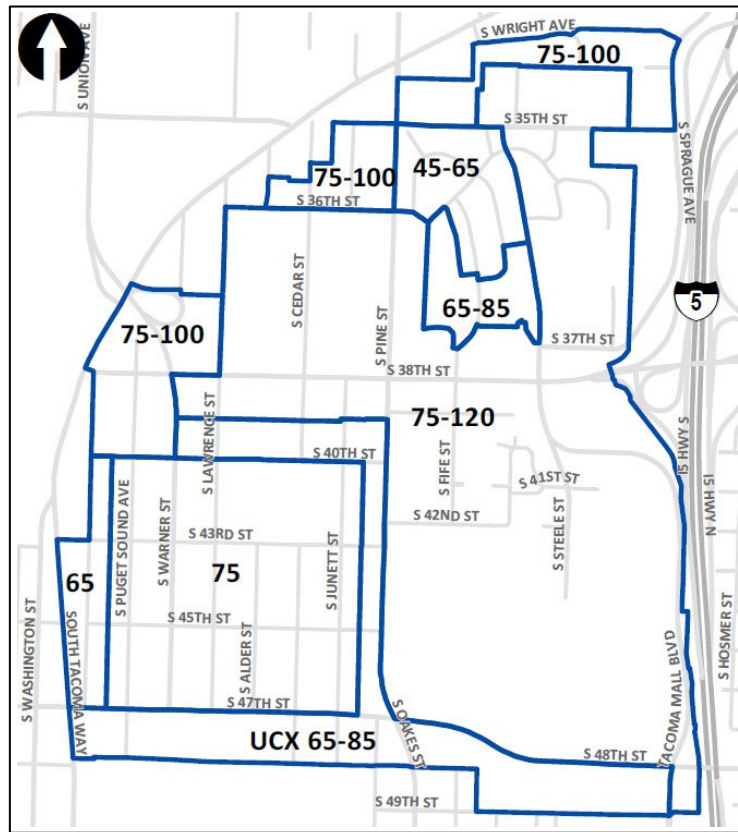 S UNION AVE
S WRIGHT AVE
75-100
S 35TH ST
S SPRAGUE AVE
75-100
45-65
S 36TH ST
S CEDAR ST
5
65-85
S PINE ST
75-100
S 37TH ST
S 38TH ST
75-120
S LAWRENCE ST
S 40TH ST
S FIFE ST
S 41ST ST
IS HWY S
IS HWY N
S 42ND ST
S PUGET SOUND AVE
S WARNER ST
S 43RD ST
S STEELE ST
65
75
S JUNETT ST
S 45TH ST
S ALDER ST
S WASHINGTON ST
SOUTH TACOMA WAY
S HOSMER ST
TACOMA MALL BLVD
S 47TH ST
S OAKES ST
UCX 65-85
S 48TH ST
S 49TH ST